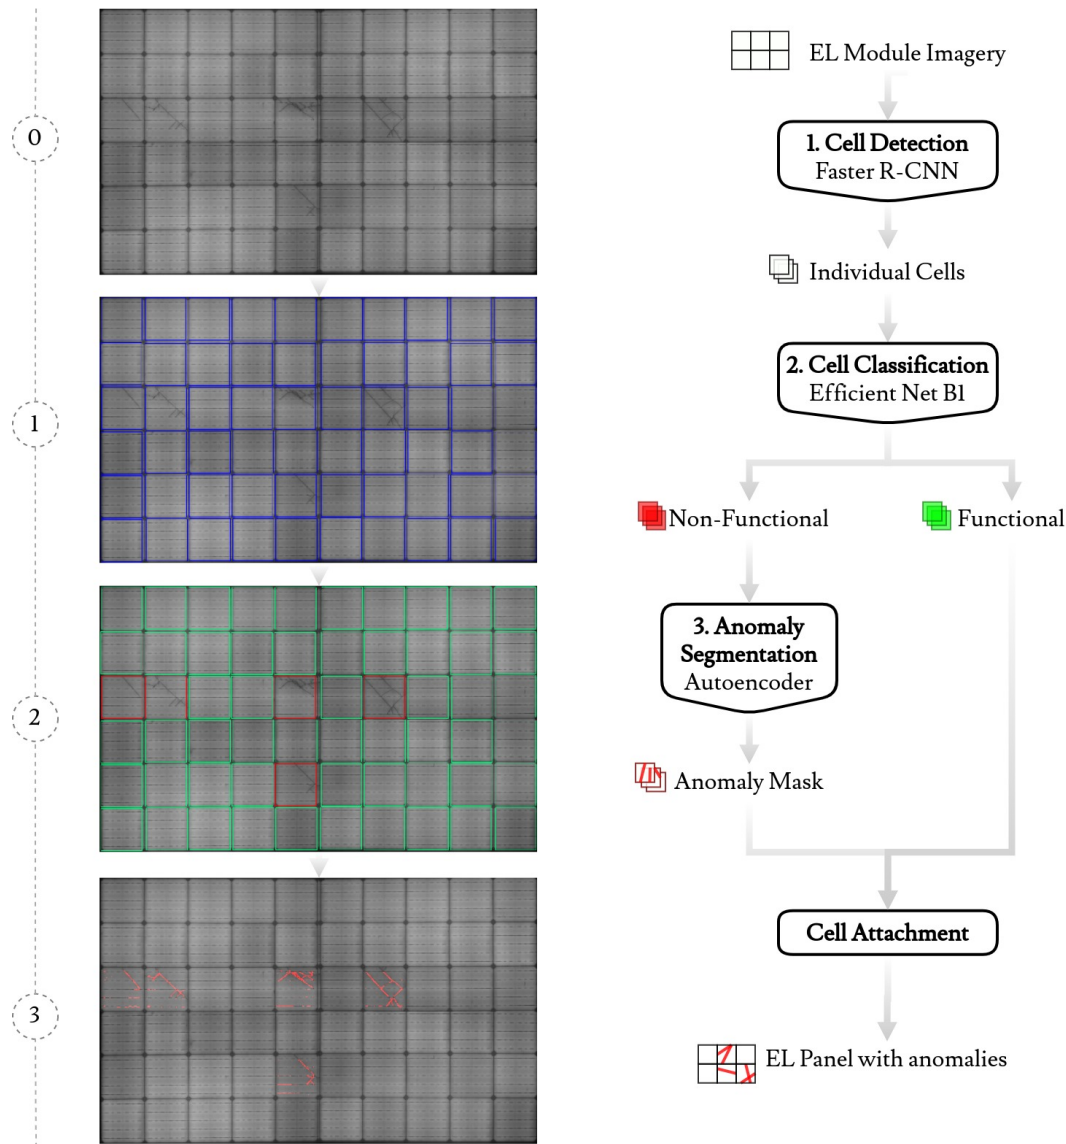 0
1
2
3
EL Module Imagery
1. Cell Detection
Faster R-CNN
Individual Cells
2. Cell Classification
Efficient Net B1
Non-Functional
Functional
3. Anomaly
Segmentation
Autoencoder
Anomaly Mask
Cell Attachment
EL Panel with anomalies